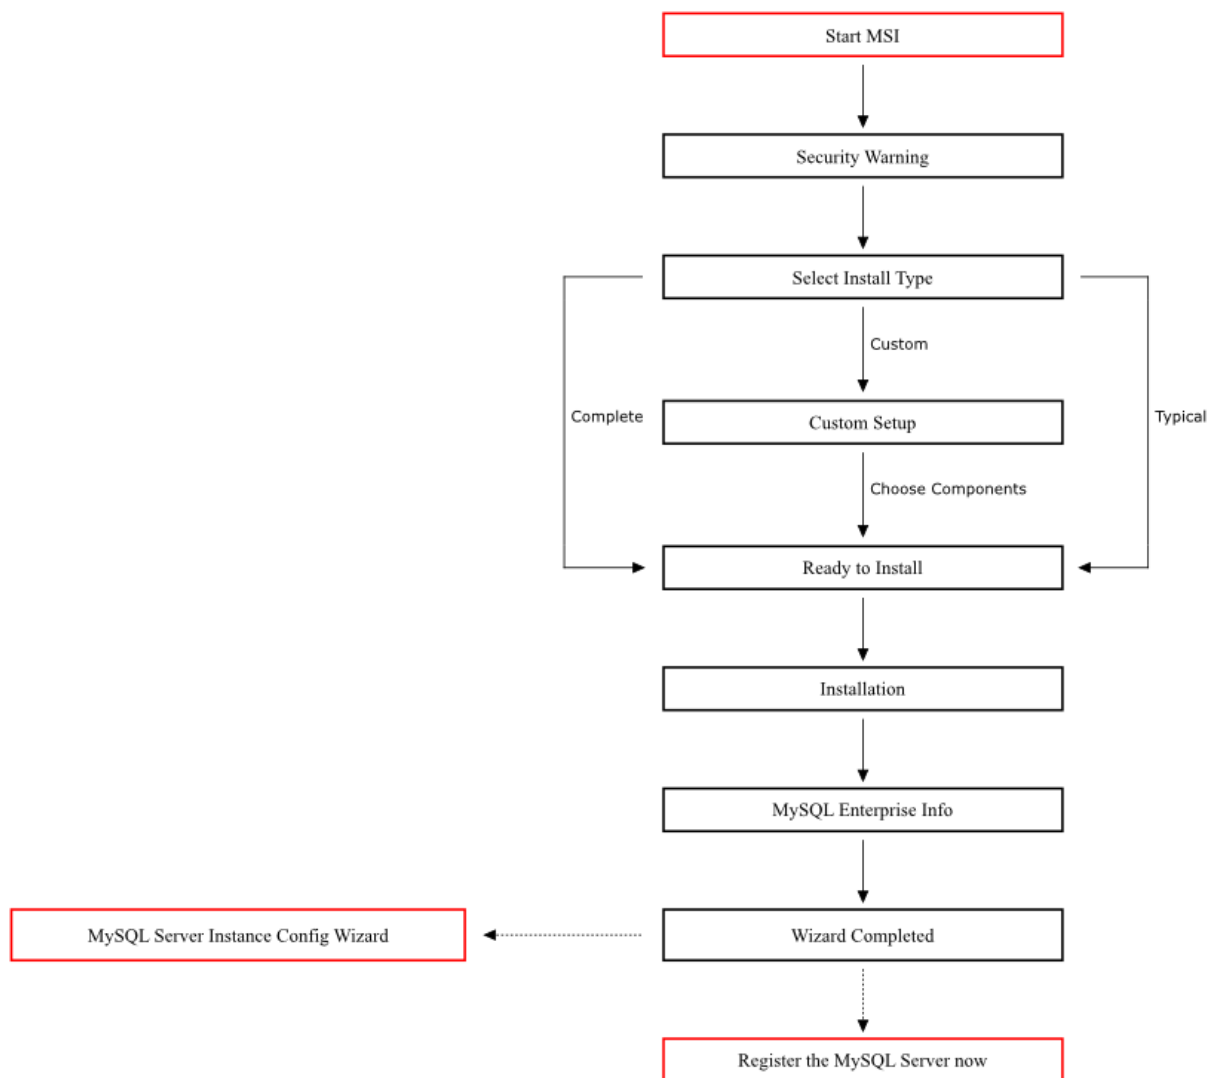 Start MSI
Security Warning
Select Install Type
Custom
Complete
Custom Setup
Typical
Choose Components
Ready to Install
Installation
MySQL Enterprise Info
MySQL Server Instance Config Wizard
Wizard Completed
Register the MySQL Server now